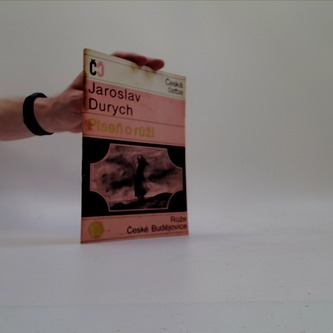 ČČ
Česká
četba
Jaroslav
Durych
Píseň o růži
Růže
České Budějovice